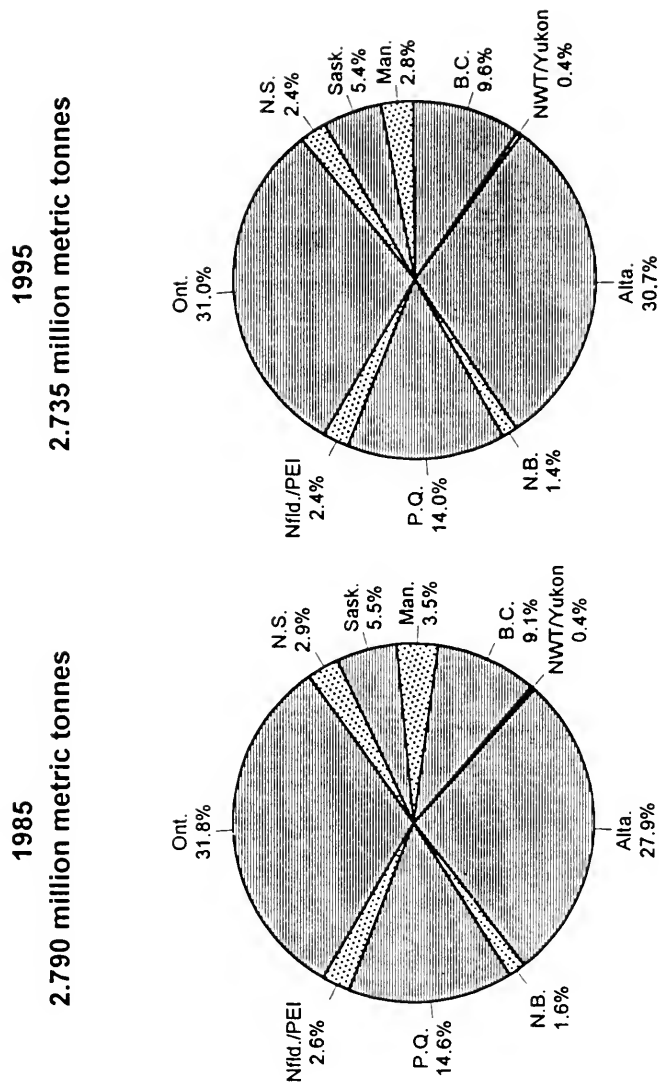 1985
2.790 million metric tonnes
Ont.
31.8%
N.S.
2.9%
Sask.
5.5%
Man.
3.5%
B.C.
9.1%
NWT/Yukon
0.4%
Alta.
27.9%
N.B.
1.6%
P.Q.
14.6%
Nfld./PEI
2.6%
1995
2.735 million metric tonnes
Ont.
31.0%
N.S.
2.4%
Sask.
5.4%
Man.
2.8%
B.C.
9.6%
NWT/Yukon
0.4%
Alta.
30.7%
N.B.
1.4%
P.Q.
14.0%
Nfld./PEI
2.4%